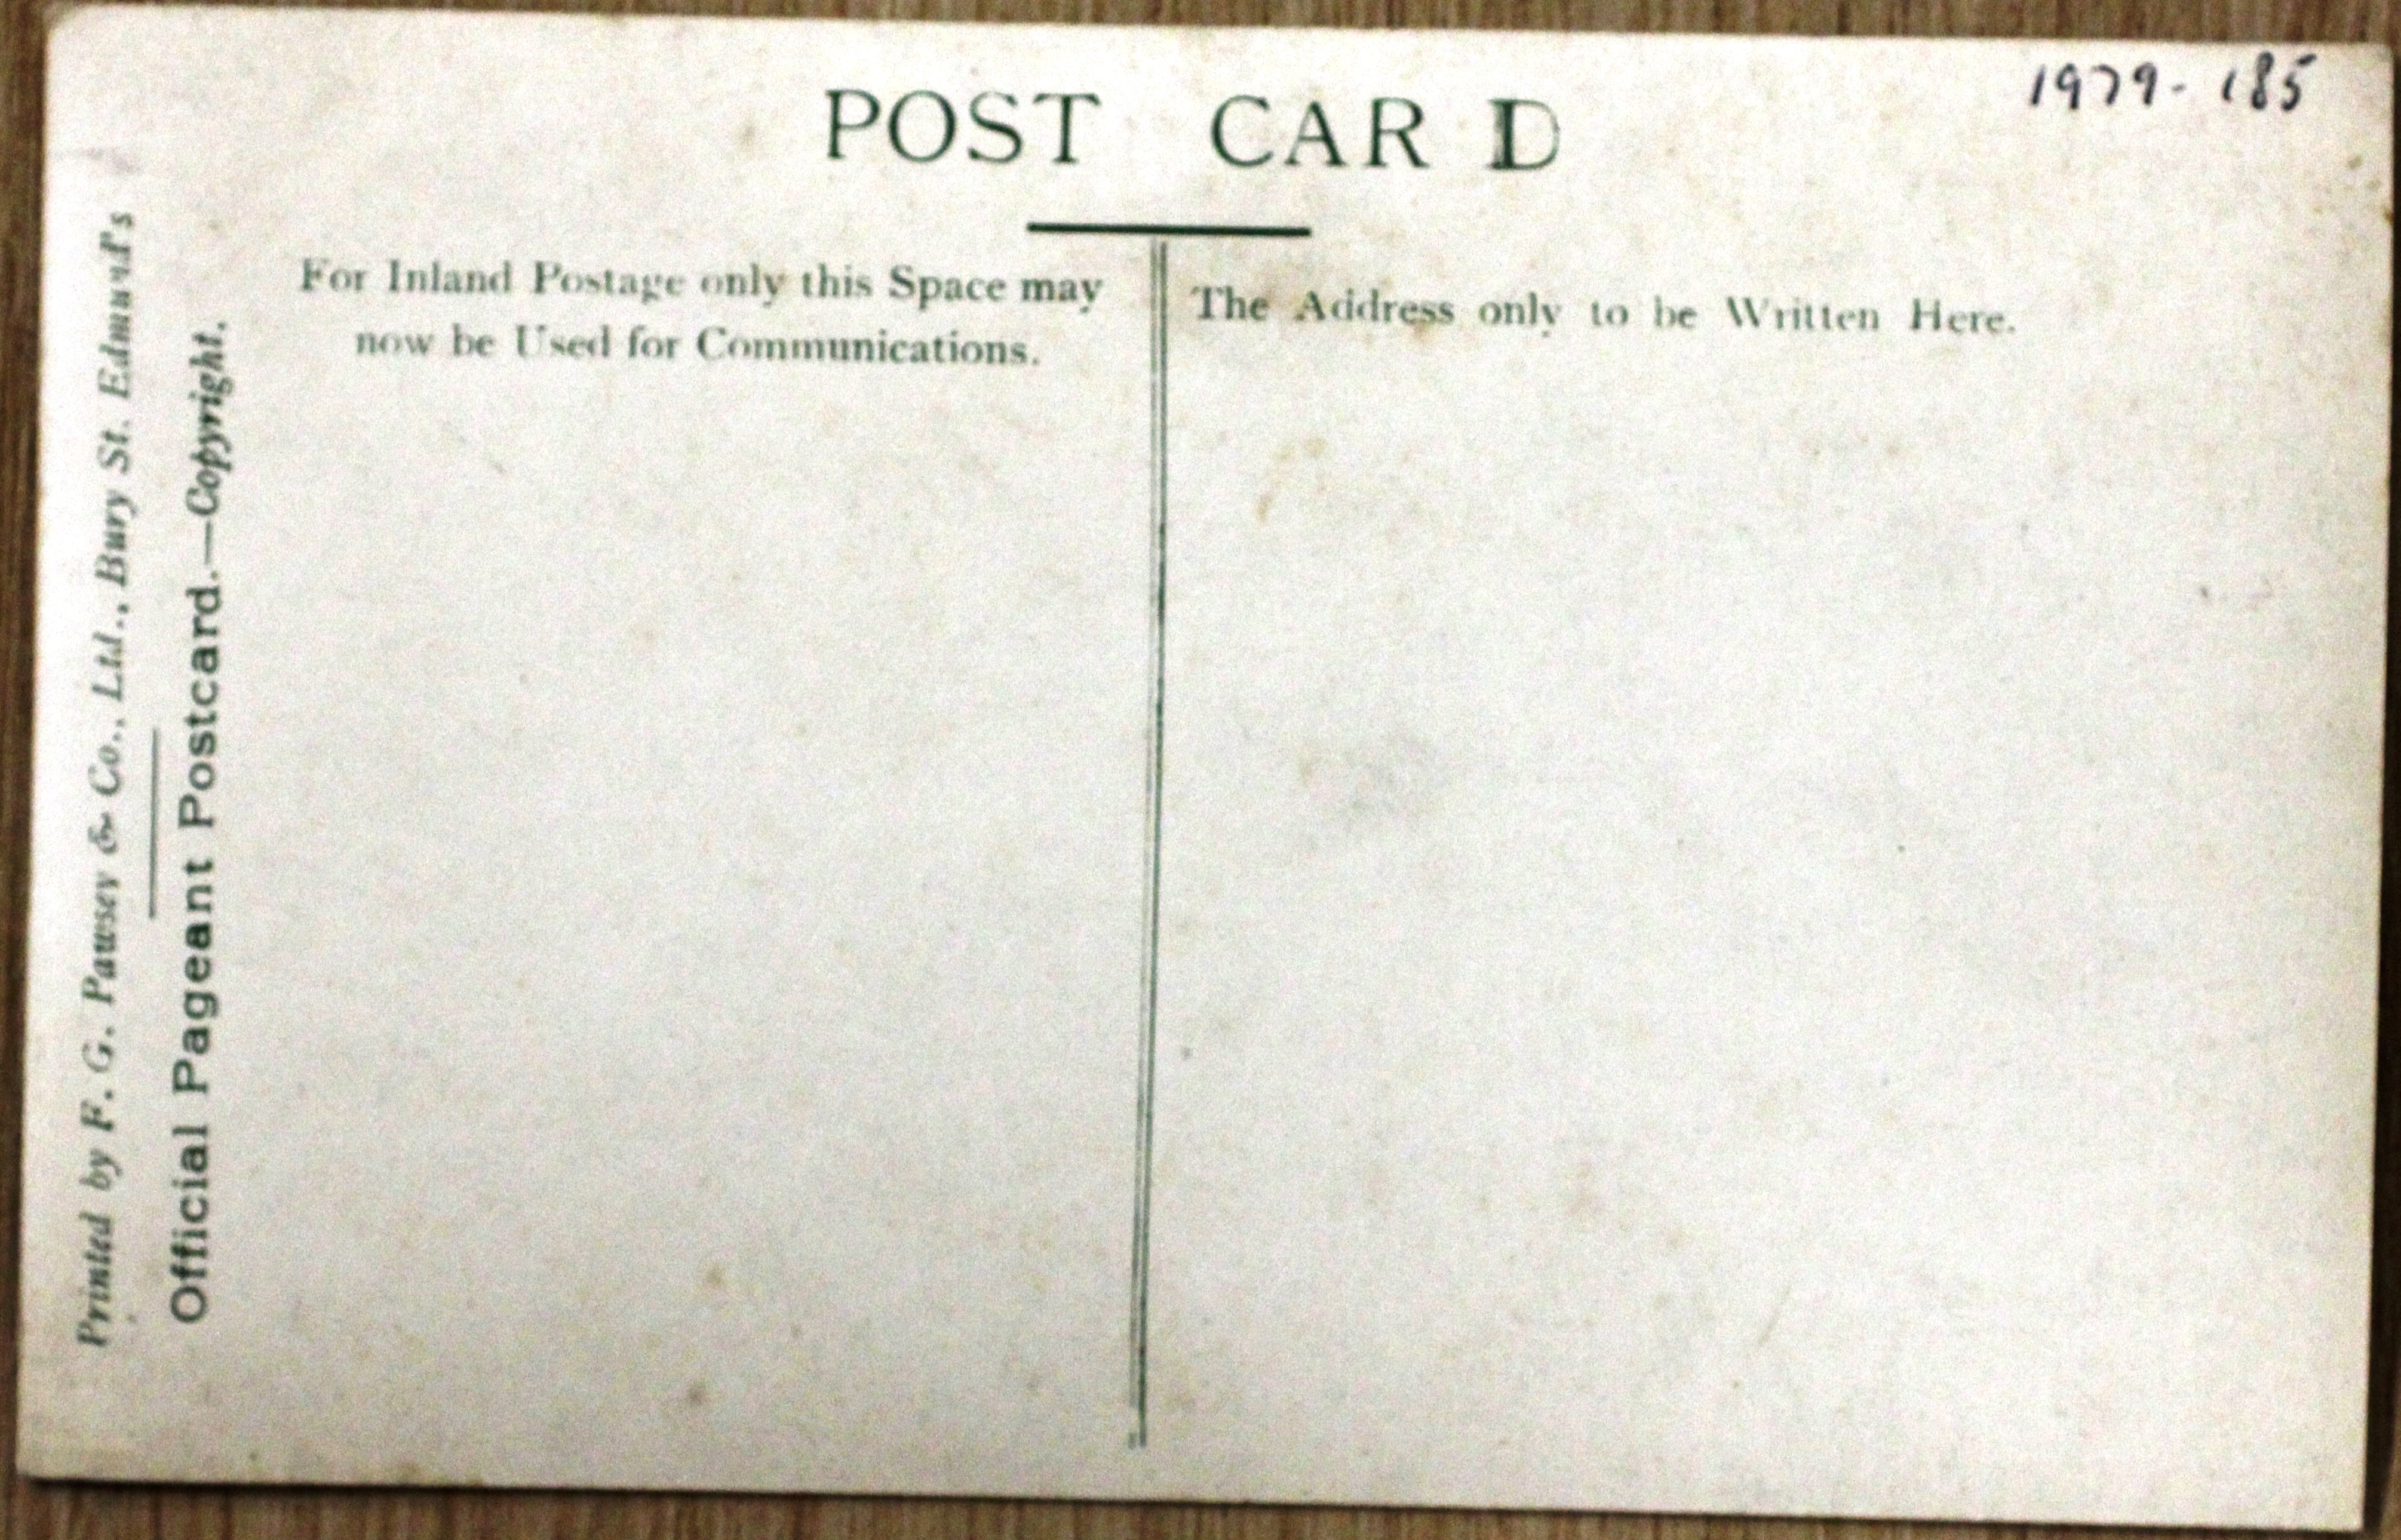 1979-185
POST CARD
For Inland Postage only this Space may
now be Used for Communications.
The Address only to be Written Here.
Printed by F. G. Pawsey & Co., Ltd., Bury St. Edmund's
Official Pageant Postcard.—Copyright.